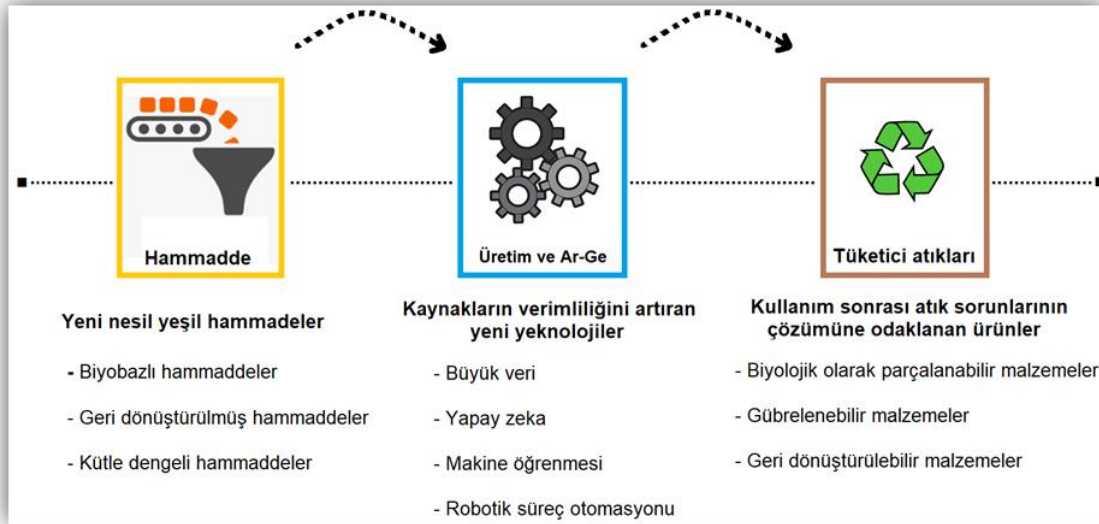 Hammadde
Üretim ve Ar-Ge
Tüketici atıkları
Yeni nesil yeşil hammadeler
- Biyobazlı hammaddeler
- Geri dönüştürülmüş hammaddeler
- Kütle dengeli hammaddeler
Kaynakların verimliliğini artıran
yeni yeknolojiler
- Büyük veri
- Yapay zeka
- Makine öğrenmesi
- Robotik süreç otomasyonu
Kullanım sonrası atık sorunlarının
çözümüne odaklanan ürünler
- Biyolojik olarak parçalanabilir malzemeler
- Gübrelenebilir malzemeler
- Geri dönüştürülebilir malzemeler